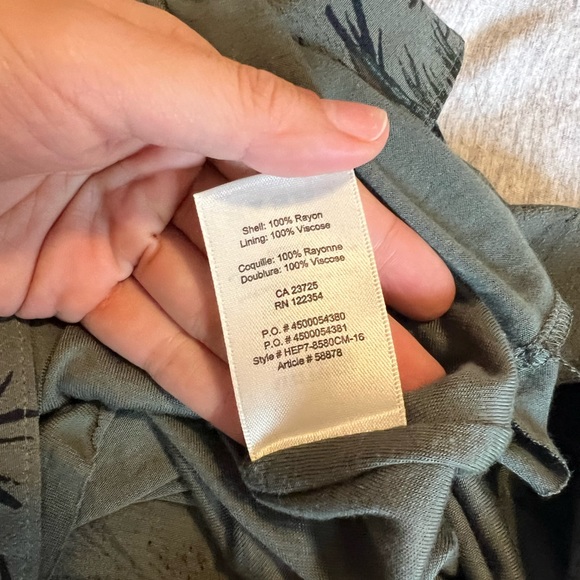 Shell: 100% Rayon
Lining: 100% Viscose
Coquille: 100% Rayonne
Doublure: 100% Viscose
CA 23725
RN 122354
P.O. # 4500054380
P.O. # 4500054381
Style # HEP7-8580CM-16
Article # 58878